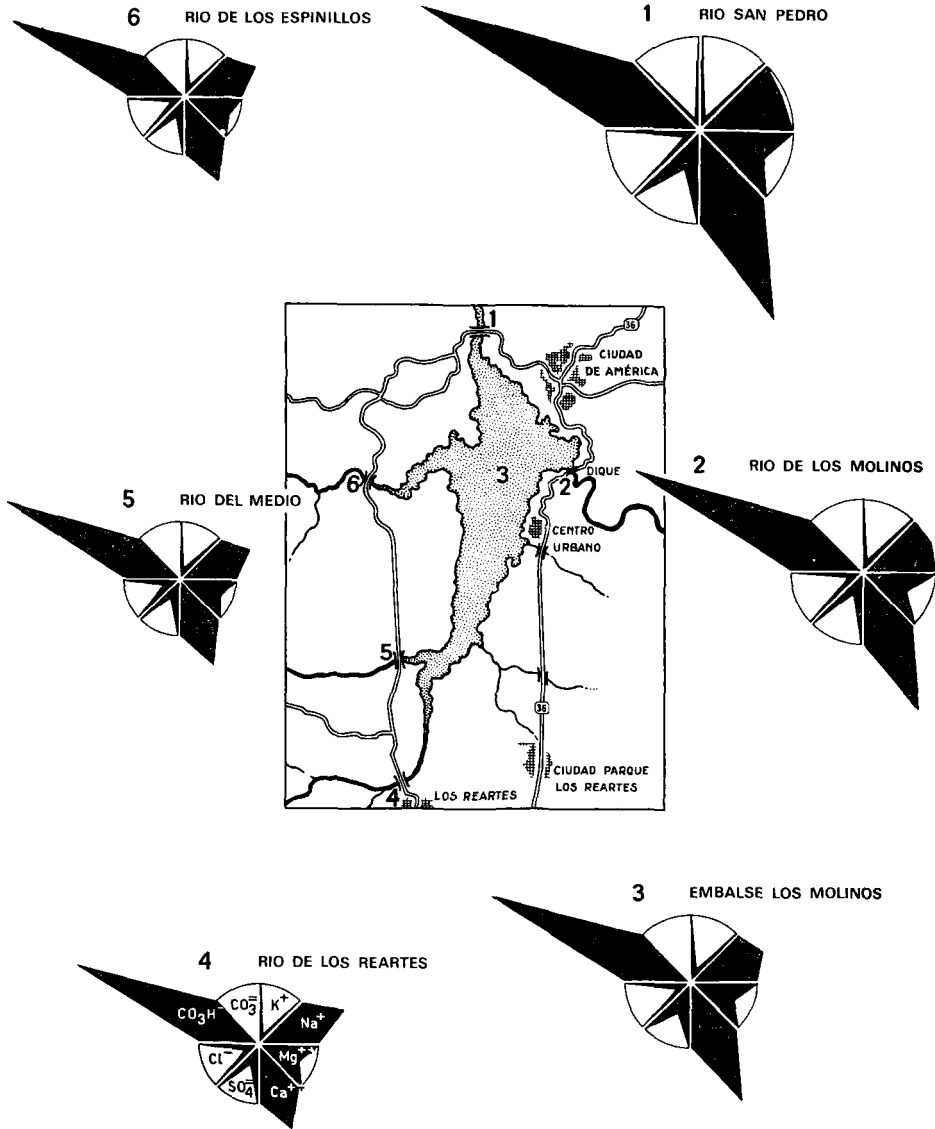 6 RIO DE LOS ESPINILLOS
1 RIO SAN PEDRO
1
36
CIUDAD
DE AMÉRICA
3
DIQUE
6
2
CENTRO
URBANO
5
36
4
LOS REARTES
CIUDAD PARQUE
LOS REARTES
5 RIO DEL MEDIO
2 RIO DE LOS MOLINOS
3 EMBALSE LOS MOLINOS
4 RIO DE LOS REARTES
CO₃H⁻
CO₃⁼
K⁺
Na⁺
Cl⁻
Mg⁺⁺
SO₄⁼
Ca⁺⁺